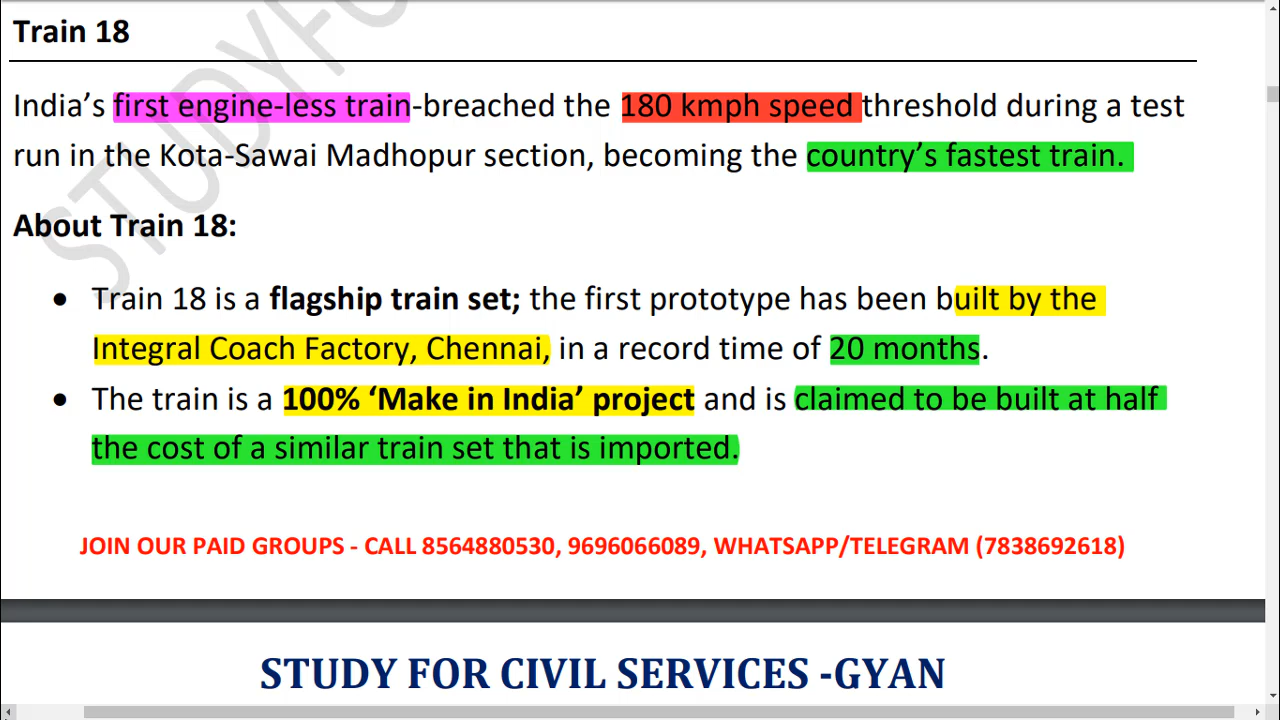 Train 18
India’s first engine-less train-breached the 180 kmph speed threshold during a test
run in the Kota-Sawai Madhopur section, becoming the country’s fastest train.
About Train 18:
• Train 18 is a flagship train set; the first prototype has been built by the
Integral Coach Factory, Chennai, in a record time of 20 months.
• The train is a 100% ‘Make in India’ project and is claimed to be built at half
the cost of a similar train set that is imported.
JOIN OUR PAID GROUPS - CALL 8564880530, 9696066089, WHATSAPP/TELEGRAM (7838692618)
STUDY FOR CIVIL SERVICES -GYAN
STUDYFO